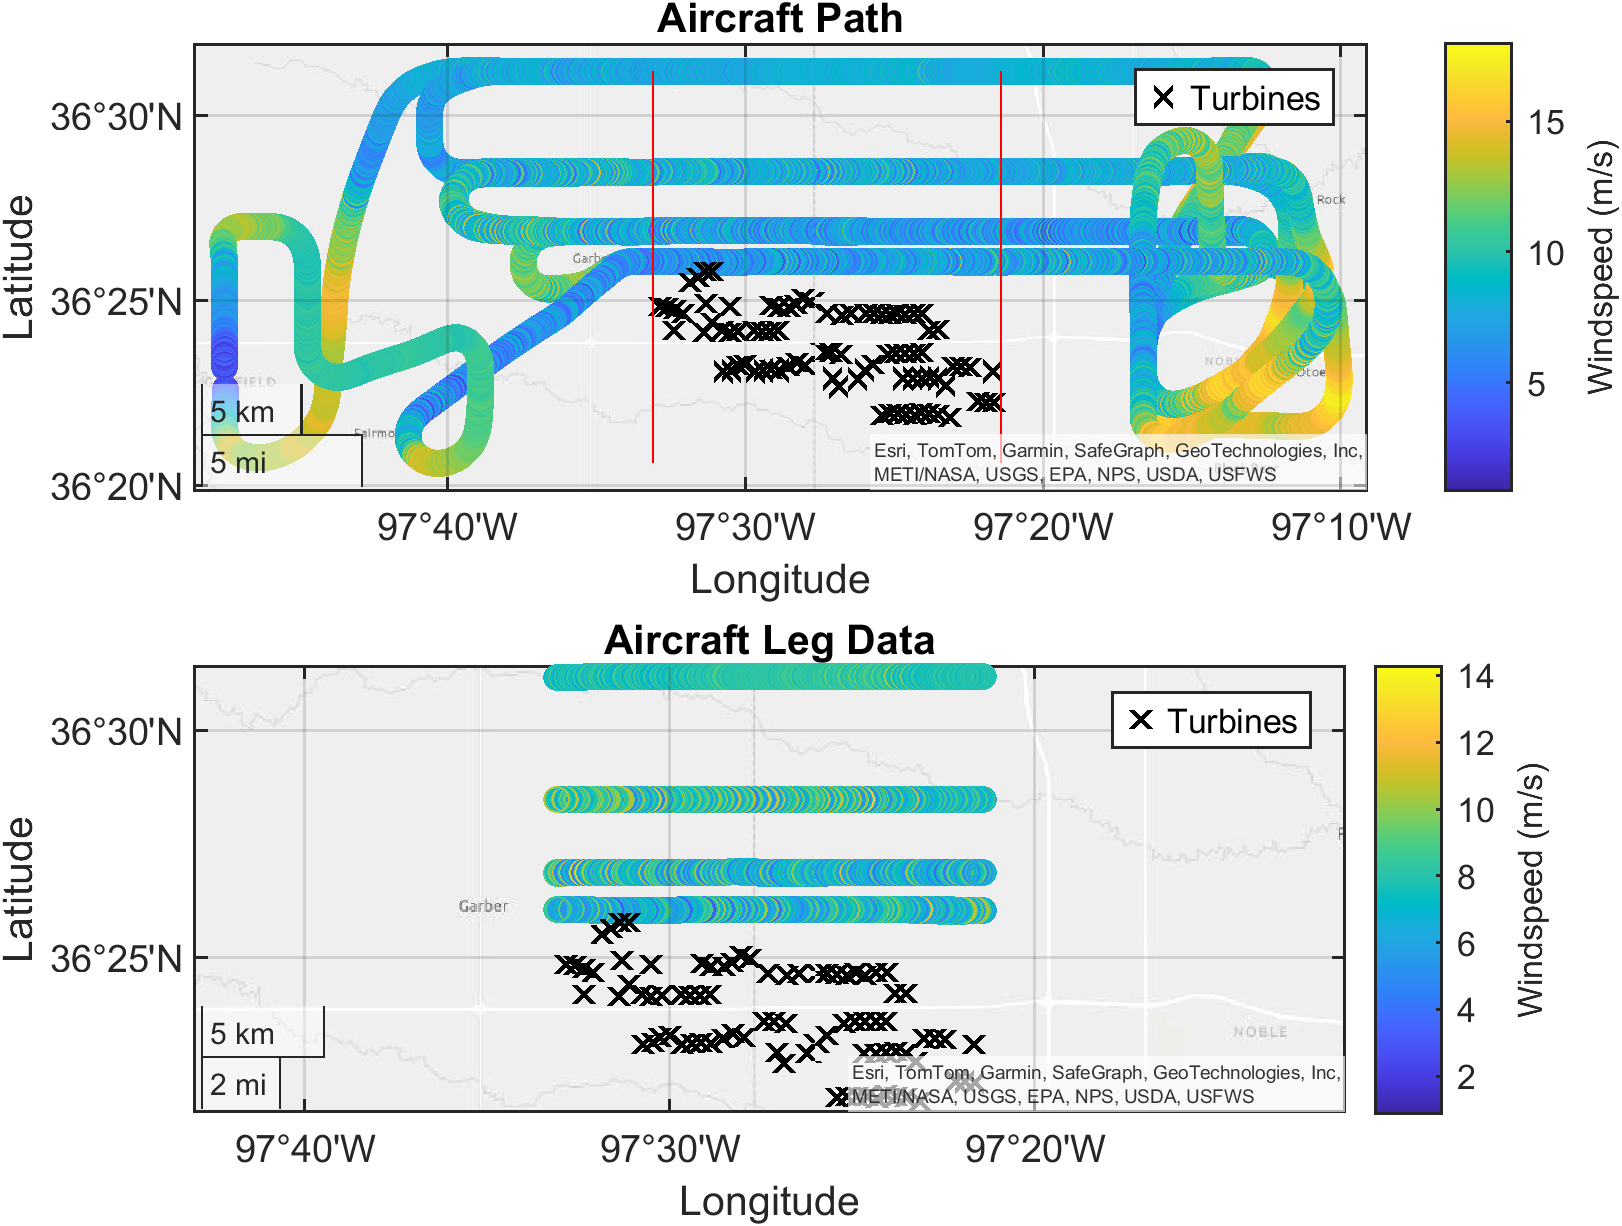 Aircraft Path
Turbines
36°30'N
36°25'N
36°20'N
Latitude
Rock
Garb
NOBL
Otoe
FIELD
Fairmo
5 km
5 mi
Esri, TomTom, Garmin, SafeGraph, GeoTechnologies, Inc,
METI/NASA, USGS, EPA, NPS, USDA, USFWS
97°40'W
97°30'W
97°20'W
97°10'W
Longitude
15
10
5
Windspeed (m/s)
Aircraft Leg Data
Turbines
36°30'N
36°25'N
Latitude
Garber
NOBLE
5 km
2 mi
Esri, TomTom, Garmin, SafeGraph, GeoTechnologies, Inc,
METI/NASA, USGS, EPA, NPS, USDA, USFWS
97°40'W
97°30'W
97°20'W
Longitude
14
12
10
8
6
4
2
Windspeed (m/s)